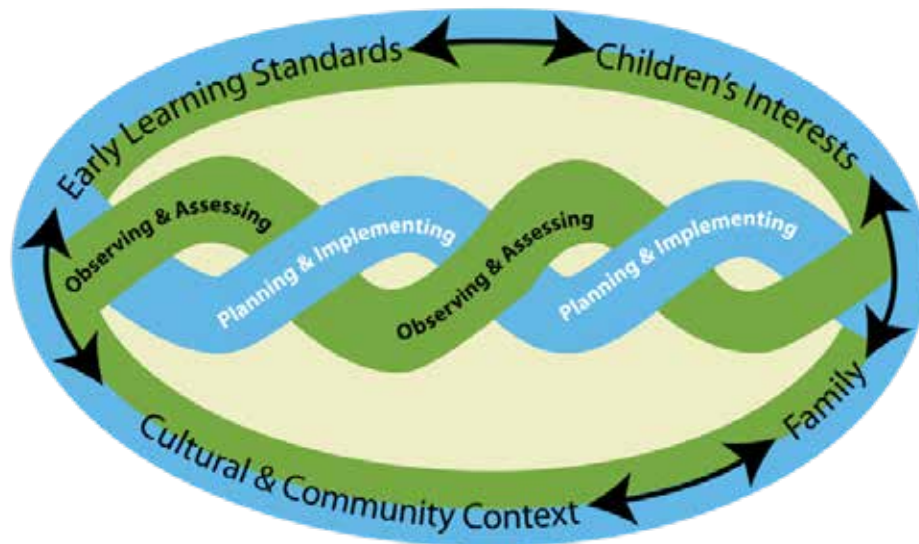 Early Learning Standards
Children's Interests
Observing & Assessing
Planning & Implementing
Observing & Assessing
Planning & Implementing
Family
Cultural & Community Context